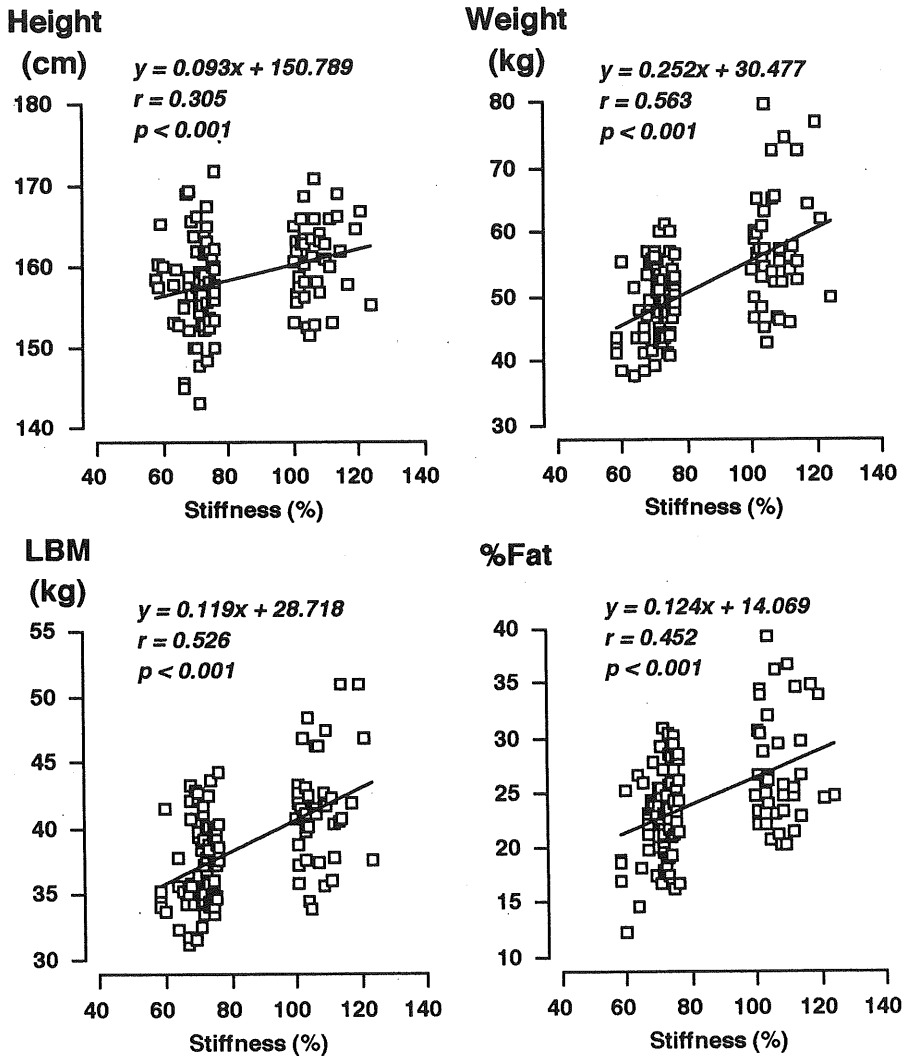 Height
(cm)
y = 0.093x + 150.789
r = 0.305
p < 0.001
180
170
160
150
140
40 60 80 100 120 140
Stiffness (%)
Weight
(kg)
y = 0.252x + 30.477
r = 0.563
p < 0.001
80
70
60
50
40
30
40 60 80 100 120 140
Stiffness (%)
LBM
(kg)
y = 0.119x + 28.718
r = 0.526
p < 0.001
55
50
45
40
35
30
40 60 80 100 120 140
Stiffness (%)
%Fat
y = 0.124x + 14.069
r = 0.452
p < 0.001
40
35
30
25
20
15
10
40 60 80 100 120 140
Stiffness (%)